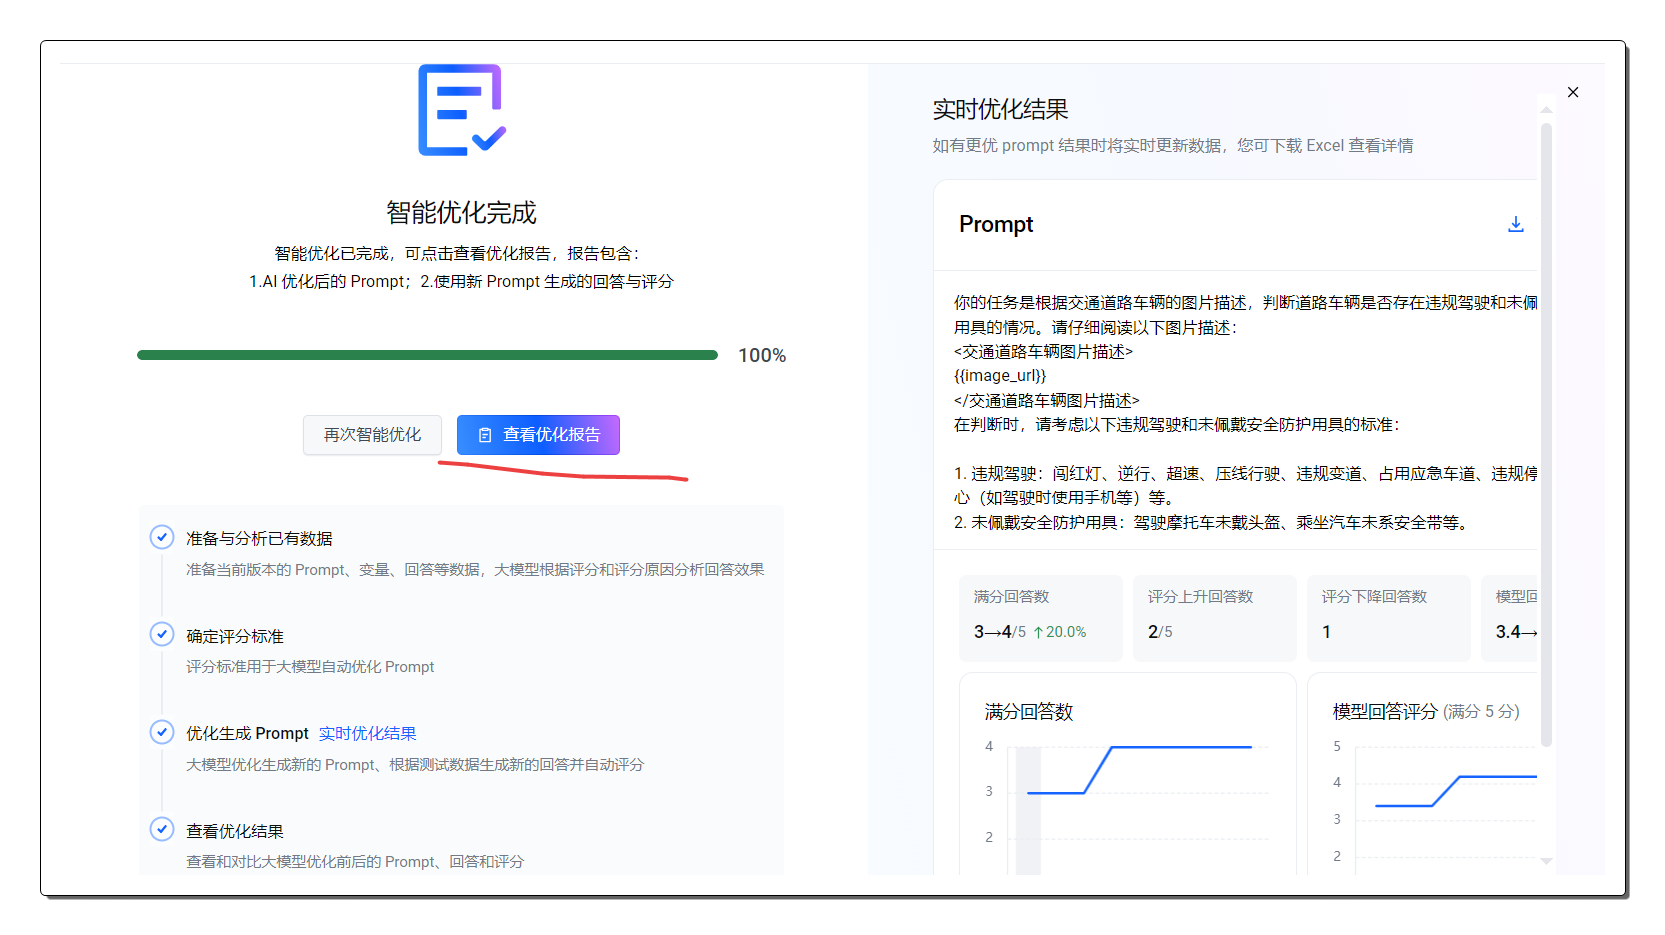 智能优化完成
智能优化已完成，可点击查看优化报告，报告包含：
1.AI 优化后的 Prompt；2.使用新 Prompt 生成的回答与评分
100%
再次智能优化
查看优化报告
准备与分析已有数据
准备当前版本的 Prompt、变量、回答等数据，大模型根据评分和评分原因分析回答效果
确定评分标准
评分标准用于大模型自动优化 Prompt
优化生成 Prompt 实时优化结果
大模型优化生成新的 Prompt、根据测试数据生成新的回答并自动评分
查看优化结果
查看和对比大模型优化前后的 Prompt、回答和评分
实时优化结果
如有更优 prompt 结果时将实时更新数据，您可下载 Excel 查看详情
Prompt
你的任务是根据交通道路车辆的图片描述，判断道路车辆是否存在违规驾驶和未佩
用具的情况。请仔细阅读以下图片描述：
<交通道路车辆图片描述>
{{image_url}}
</交通道路车辆图片描述>
在判断时，请考虑以下违规驾驶和未佩戴安全防护用具的标准：
1. 违规驾驶：闯红灯、逆行、超速、压线行驶、违规变道、占用应急车道、违规停
心（如驾驶时使用手机等）等。
2. 未佩戴安全防护用具：驾驶摩托车未戴头盔、乘坐汽车未系安全带等。
满分回答数
3→4/5 ↑20.0%
评分上升回答数
2/5
评分下降回答数
1
模型回
3.4→
满分回答数
4
3
2
模型回答评分 (满分 5 分)
5
4
3
2